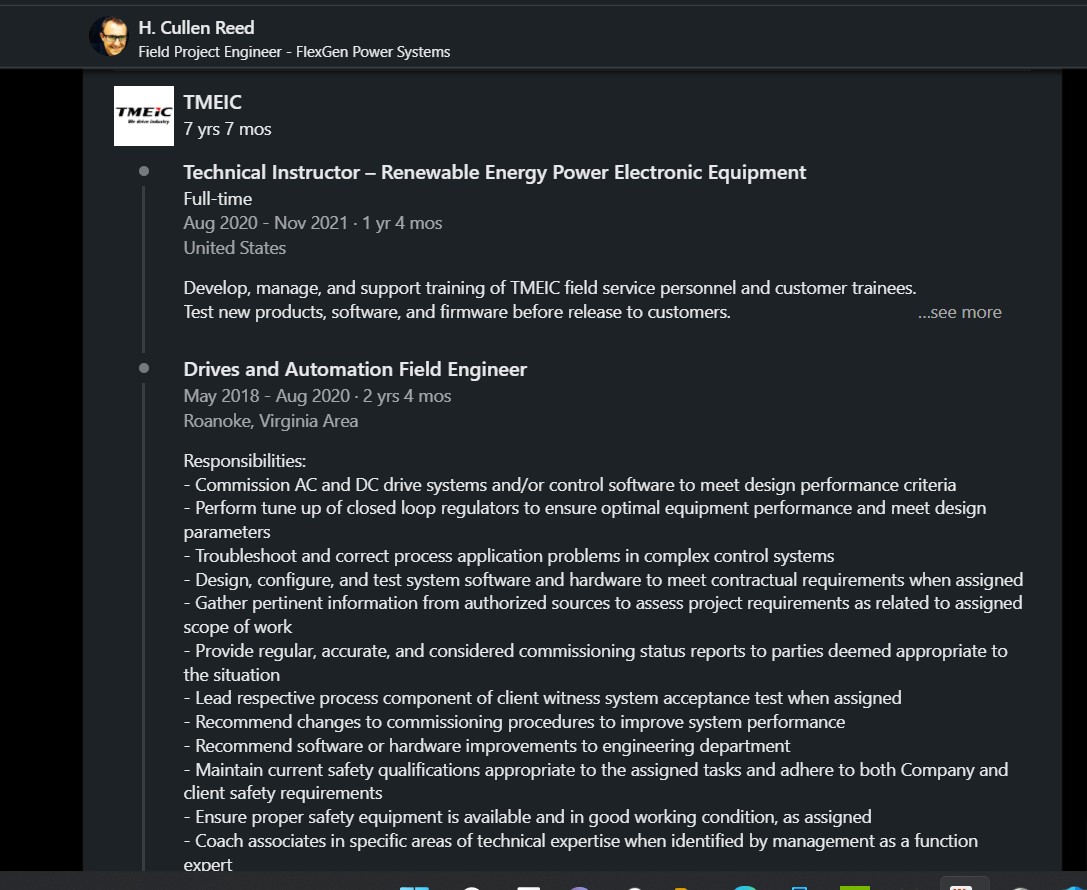 H. Cullen Reed
Field Project Engineer - FlexGen Power Systems
TMEIC
We drive industry
TMEIC
7 yrs 7 mos
Technical Instructor – Renewable Energy Power Electronic Equipment
Full-time
Aug 2020 - Nov 2021 · 1 yr 4 mos
United States
Develop, manage, and support training of TMEIC field service personnel and customer trainees.
Test new products, software, and firmware before release to customers.
...see more
Drives and Automation Field Engineer
May 2018 - Aug 2020 · 2 yrs 4 mos
Roanoke, Virginia Area
Responsibilities:
- Commission AC and DC drive systems and/or control software to meet design performance criteria
- Perform tune up of closed loop regulators to ensure optimal equipment performance and meet design
parameters
- Troubleshoot and correct process application problems in complex control systems
- Design, configure, and test system software and hardware to meet contractual requirements when assigned
- Gather pertinent information from authorized sources to assess project requirements as related to assigned
scope of work
- Provide regular, accurate, and considered commissioning status reports to parties deemed appropriate to
the situation
- Lead respective process component of client witness system acceptance test when assigned
- Recommend changes to commissioning procedures to improve system performance
- Recommend software or hardware improvements to engineering department
- Maintain current safety qualifications appropriate to the assigned tasks and adhere to both Company and
client safety requirements
- Ensure proper safety equipment is available and in good working condition, as assigned
- Coach associates in specific areas of technical expertise when identified by management as a function
expert